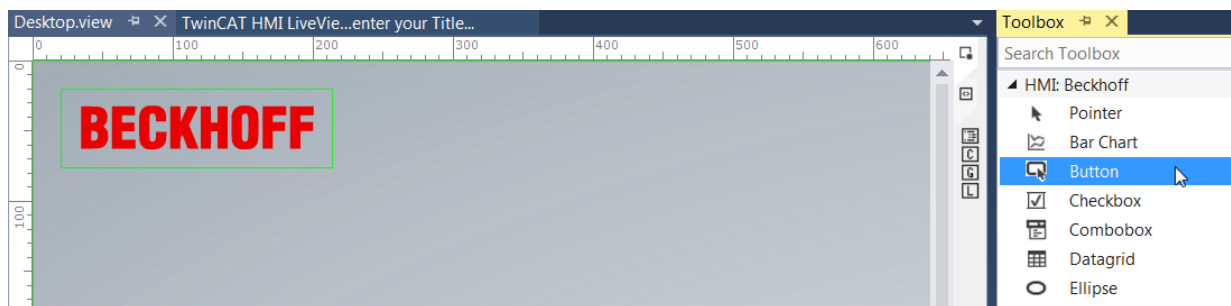 Desktop.view TwinCAT HMI LiveVie...enter your Title...
0 100 200 300 400 500 600
0
BECKHOFF
100
C
G
L
Toolbox
Search Toolbox
HMI: Beckhoff
Pointer
Bar Chart
Button
Checkbox
Combobox
Datagrid
Ellipse